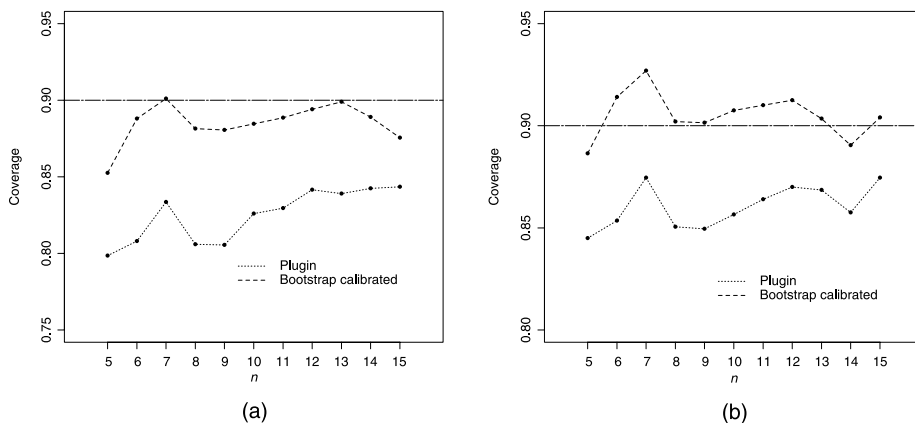 0.95
0.90
0.85
0.80
0.75
Coverage
Plugin
Bootstrap calibrated
5 6 7 8 9 10 11 12 13 14 15
n
(a)
0.95
0.90
0.85
0.80
Coverage
Plugin
Bootstrap calibrated
5 6 7 8 9 10 11 12 13 14 15
n
(b)